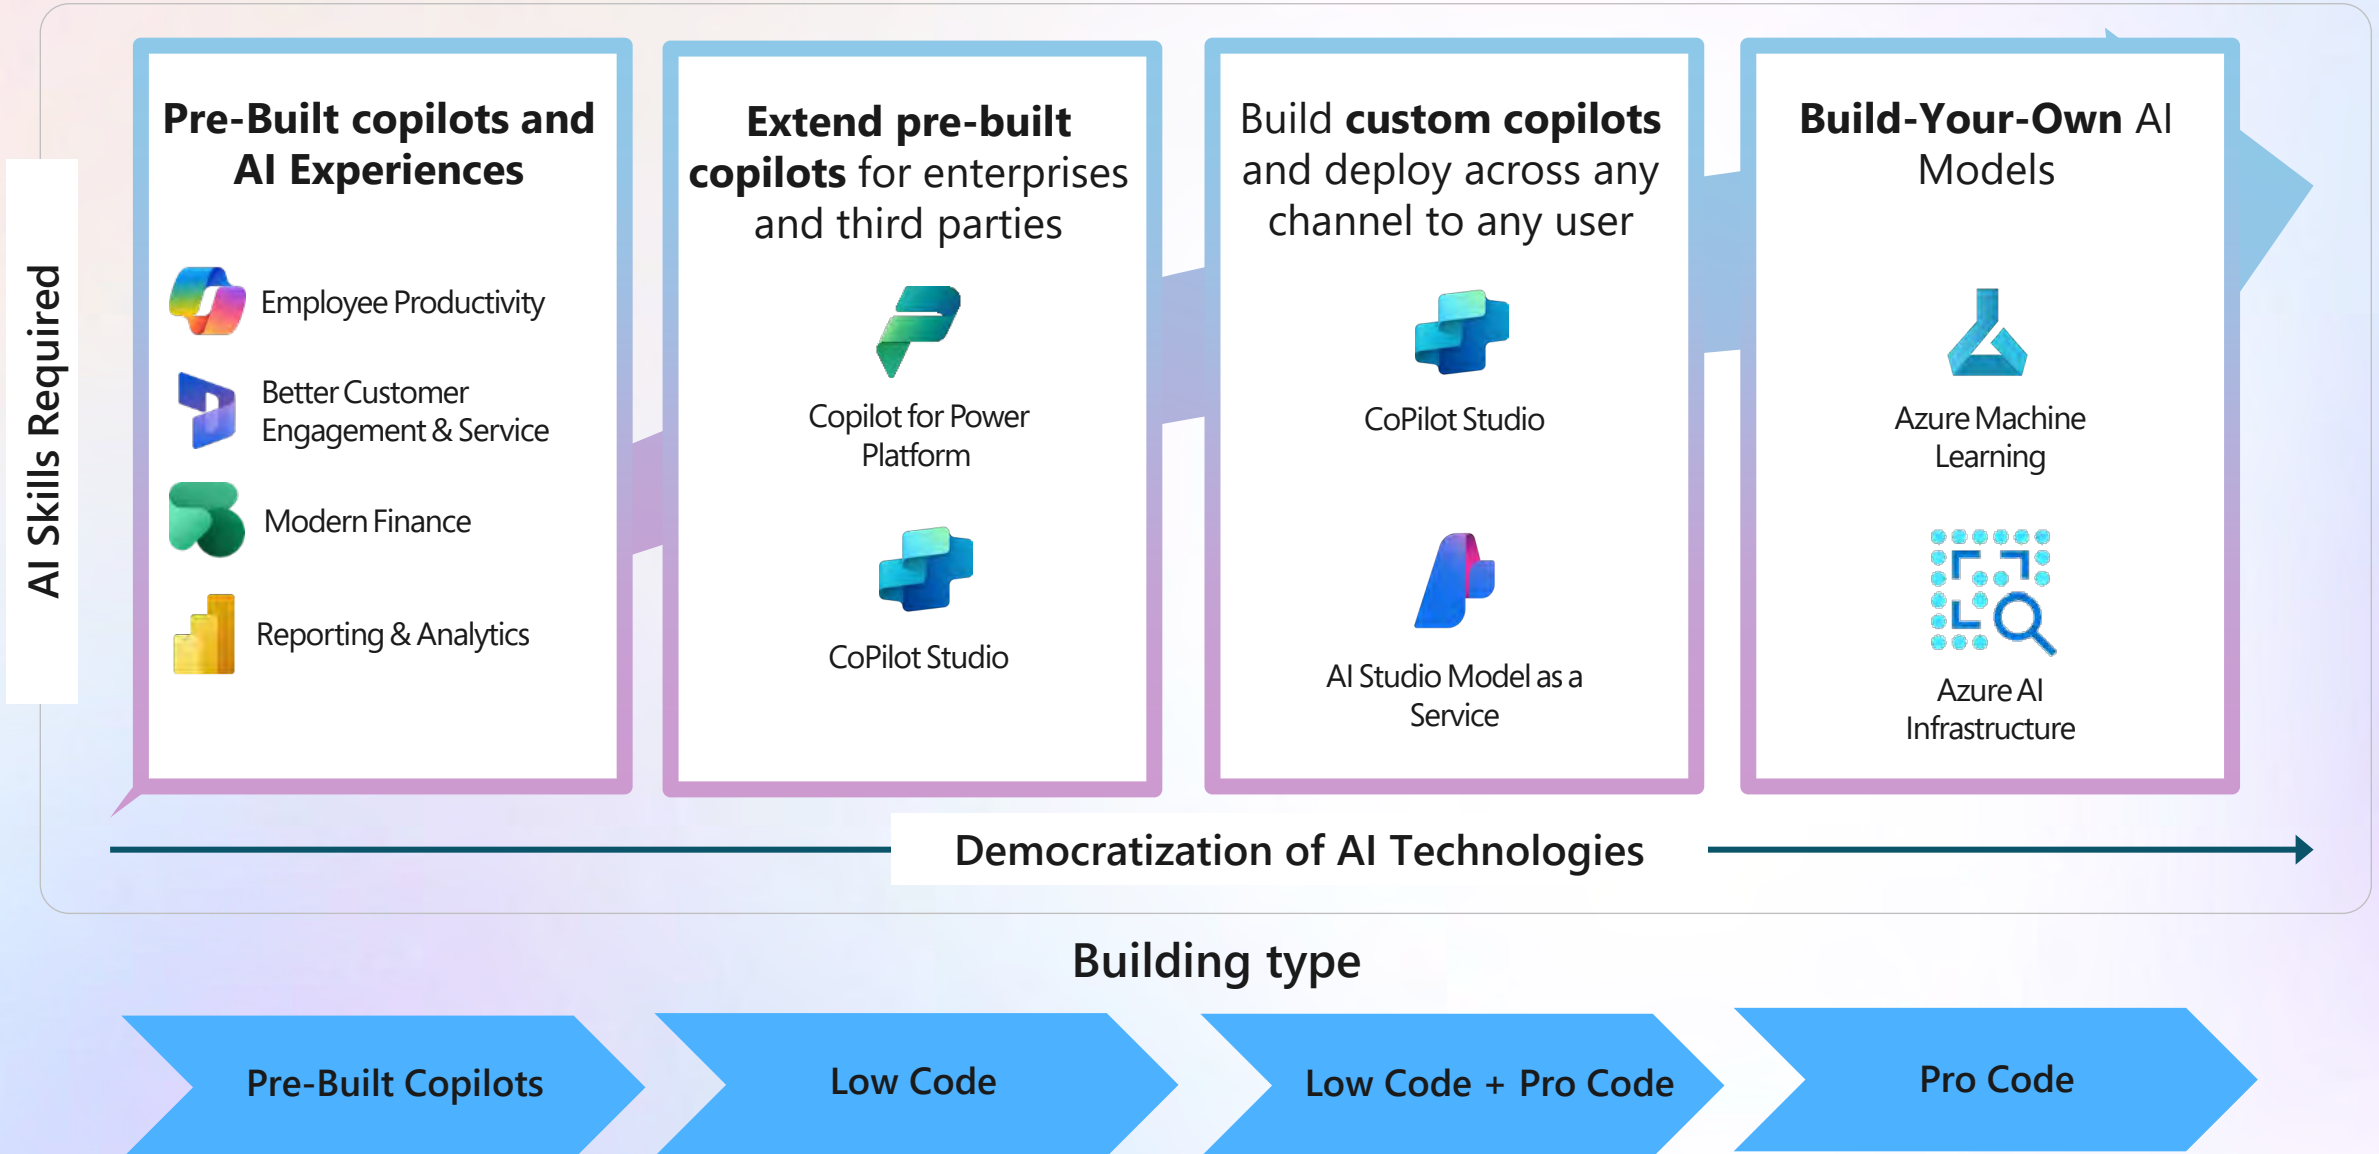 AI Skills Required
Pre-Built copilots and
AI Experiences
Employee Productivity
Better Customer
Engagement & Service
Modern Finance
Reporting & Analytics
Extend pre-built
copilots for enterprises
and third parties
Copilot for Power
Platform
CoPilot Studio
Build custom copilots
and deploy across any
channel to any user
CoPilot Studio
AI Studio Model as a
Service
Build-Your-Own AI
Models
Azure Machine
Learning
Azure AI
Infrastructure
Democratization of AI Technologies
Building type
Pre-Built Copilots
Low Code
Low Code + Pro Code
Pro Code